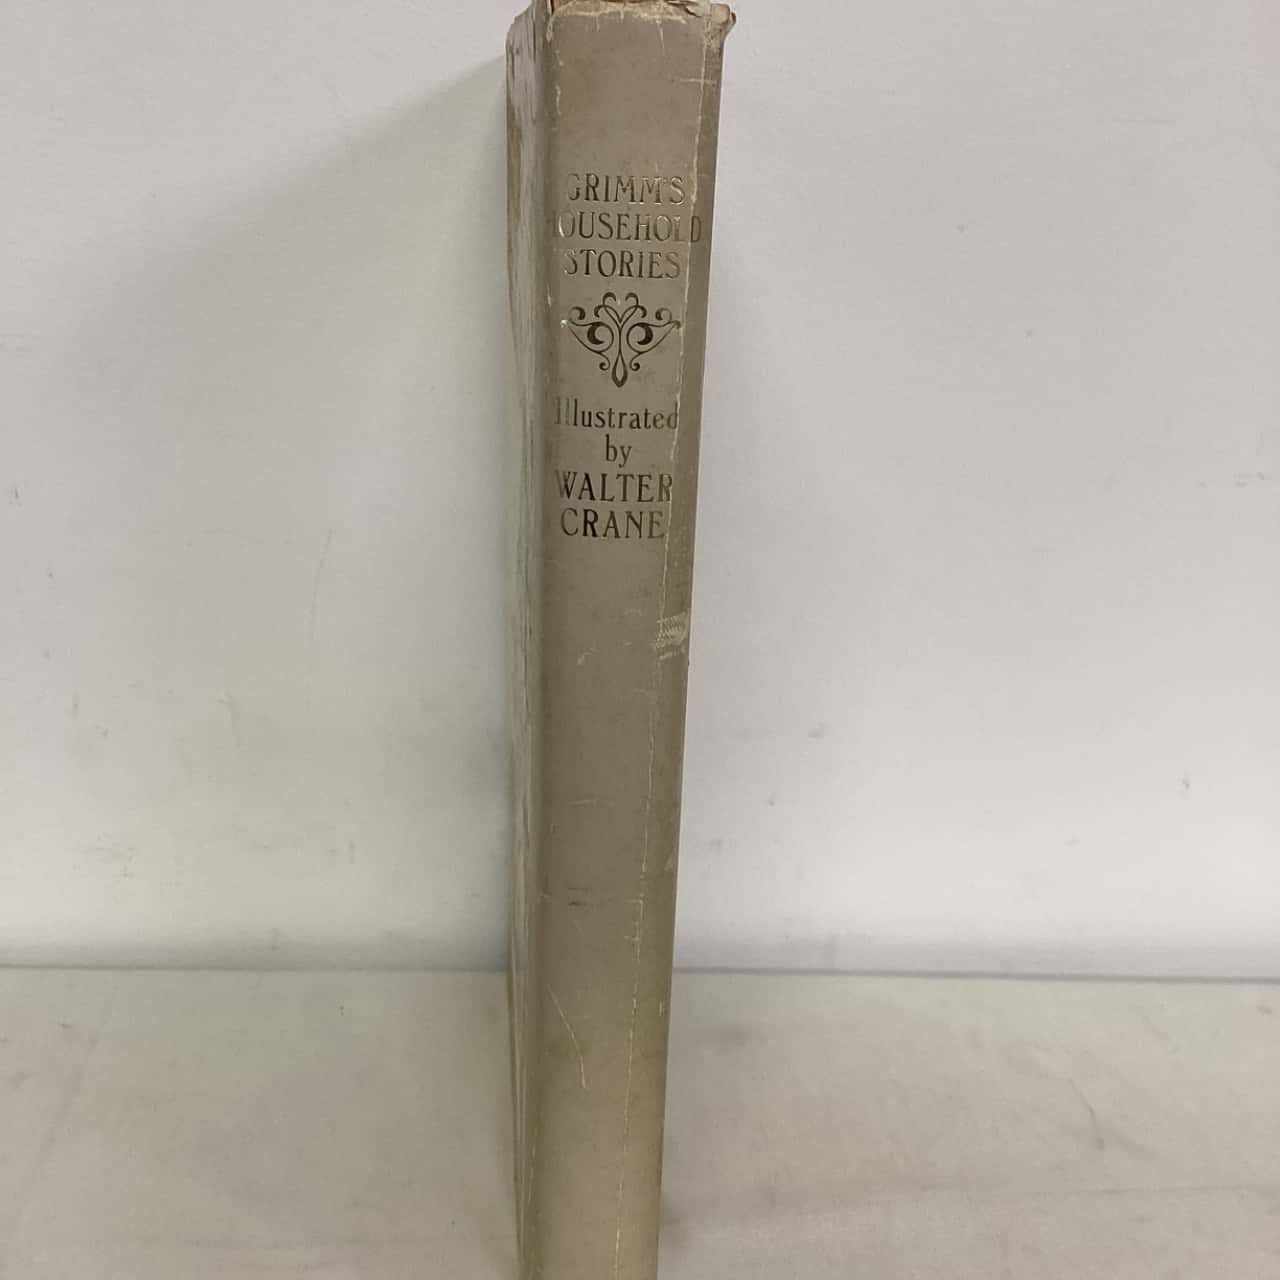 GRIMM'S
HOUSEHOLD
STORIES
Illustrated
by
WALTER
CRANE